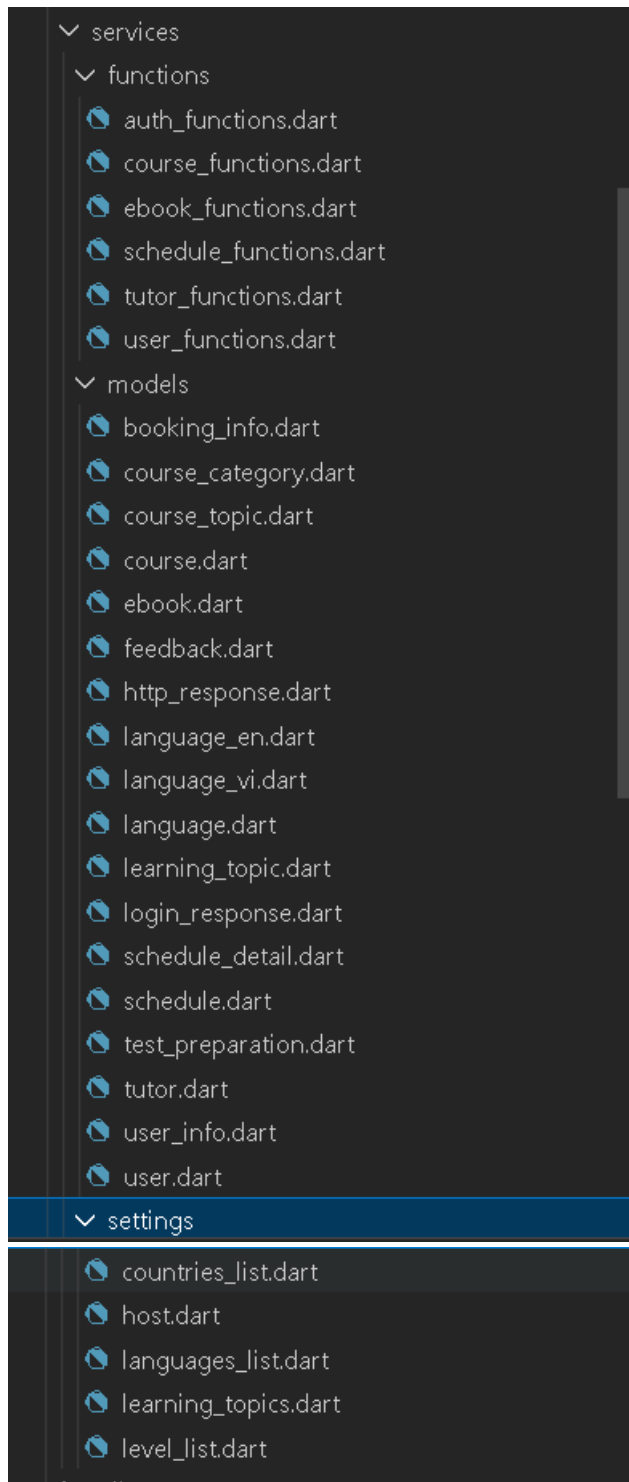 services
functions
auth_functions.dart
course_functions.dart
ebook_functions.dart
schedule_functions.dart
tutor_functions.dart
user_functions.dart
models
booking_info.dart
course_category.dart
course_topic.dart
course.dart
ebook.dart
feedback.dart
http_response.dart
language_en.dart
language_vi.dart
language.dart
learning_topic.dart
login_response.dart
schedule_detail.dart
schedule.dart
test_preparation.dart
tutor.dart
user_info.dart
user.dart
settings
countries_list.dart
host.dart
languages_list.dart
learning_topics.dart
level_list.dart